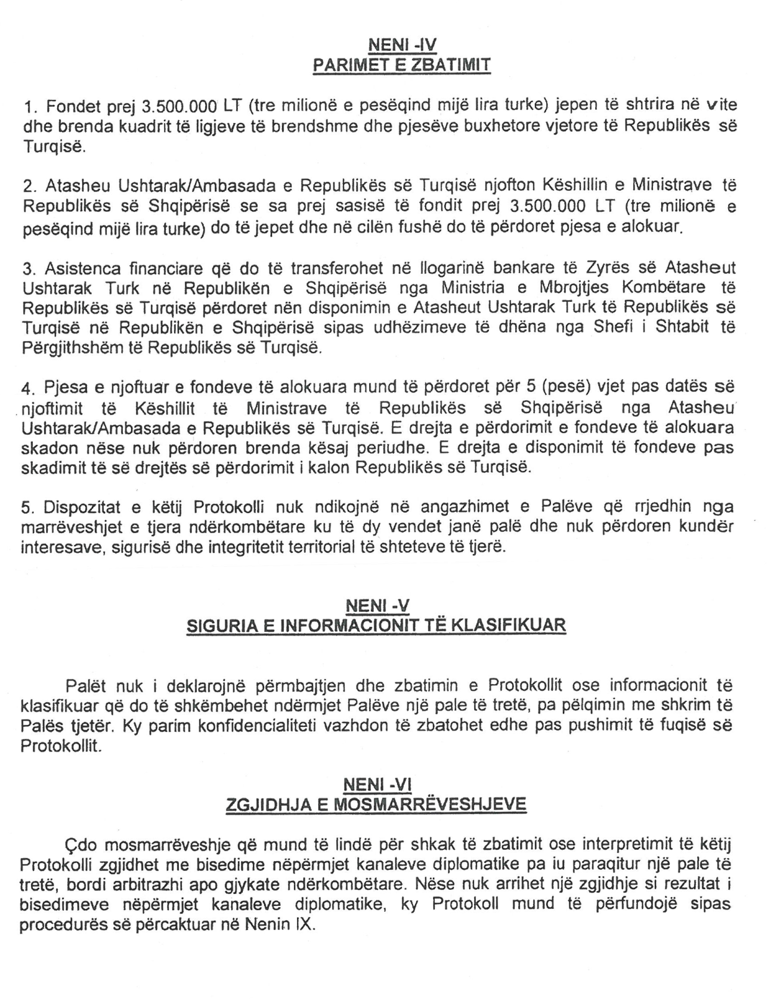 NENI -IV
PARIMET E ZBATIMIT
1. Fondet prej 3.500.000 LT (tre milionë e pesëqind mijë lira turke) jepen të shtrira në vite
dhe brenda kuadrit të ligjeve të brendshme dhe pjesëve buxhetore vjetore të Republikës së
Turqisë.
2. Atasheu Ushtarak/Ambasada e Republikës së Turqisë njofton Këshillin e Ministrave të
Republikës së Shqipërisë se sa prej sasisë të fondit prej 3.500.000 LT (tre milionë e
pesëqind mijë lira turke) do të jepet dhe në cilën fushë do të përdoret pjesa e alokuar.
3. Asistenca financiare që do të transferohet në llogarinë bankare të Zyrës së Atasheut
Ushtarak Turk në Republikën e Shqipërisë nga Ministria e Mbrojtjes Kombëtare të
Republikës së Turqisë përdoret nën disponimin e Atasheut Ushtarak Turk të Republikës së
Turqisë në Republikën e Shqipërisë sipas udhëzimeve të dhëna nga Shefi i Shtabit të
Përgjithshëm të Republikës së Turqisë.
4. Pjesa e njoftuar e fondeve të alokuara mund të përdoret për 5 (pesë) vjet pas datës së
njoftimit të Këshillit të Ministrave të Republikës së Shqipërisë nga Atasheu
Ushtarak/Ambasada e Republikës së Turqisë. E drejta e përdorimit e fondeve të alokuara
skadon nëse nuk përdoren brenda kësaj periudhe. E drejta e disponimit të fondeve pas
skadimit të së drejtës së përdorimit i kalon Republikës së Turqisë.
5. Dispozitat e këtij Protokolli nuk ndikojnë në angazhimet e Palëve që rrjedhin nga
marrëveshjet e tjera ndërkombëtare ku të dy vendet janë palë dhe nuk përdoren kundër
interesave, sigurisë dhe integritetit territorial të shteteve të tjerë.
NENI -V
SIGURIA E INFORMACIONIT TË KLASIFIKUAR
Palët nuk i deklarojnë përmbajtjen dhe zbatimin e Protokollit ose informacionit të
klasifikuar që do të shkëmbehet ndërmjet Palëve një pale të tretë, pa pëlqimin me shkrim të
Palës tjetër. Ky parim konfidencialiteti vazhdon të zbatohet edhe pas pushimit të fuqisë së
Protokollit.
NENI -VI
ZGJIDHJA E MOSMARRËVESHJEVE
Çdo mosmarrëveshje që mund të lindë për shkak të zbatimit ose interpretimit të këtij
Protokolli zgjidhet me bisedime nëpërmjet kanaleve diplomatike pa iu paraqitur një pale të
tretë, bordi arbitrazhi apo gjykate ndërkombëtare. Nëse nuk arrihet një zgjidhje si rezultat i
bisedimeve nëpërmjet kanaleve diplomatike, ky Protokoll mund të përfundojë sipas
procedurës së përcaktuar në Nenin IX.